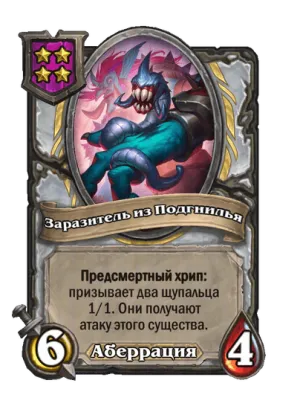 Заразитель из Подгнилья
Предсмертный хрип:
призывает два щупальца
1/1. Они получают
атаку этого существа.
6 Аберрация 4